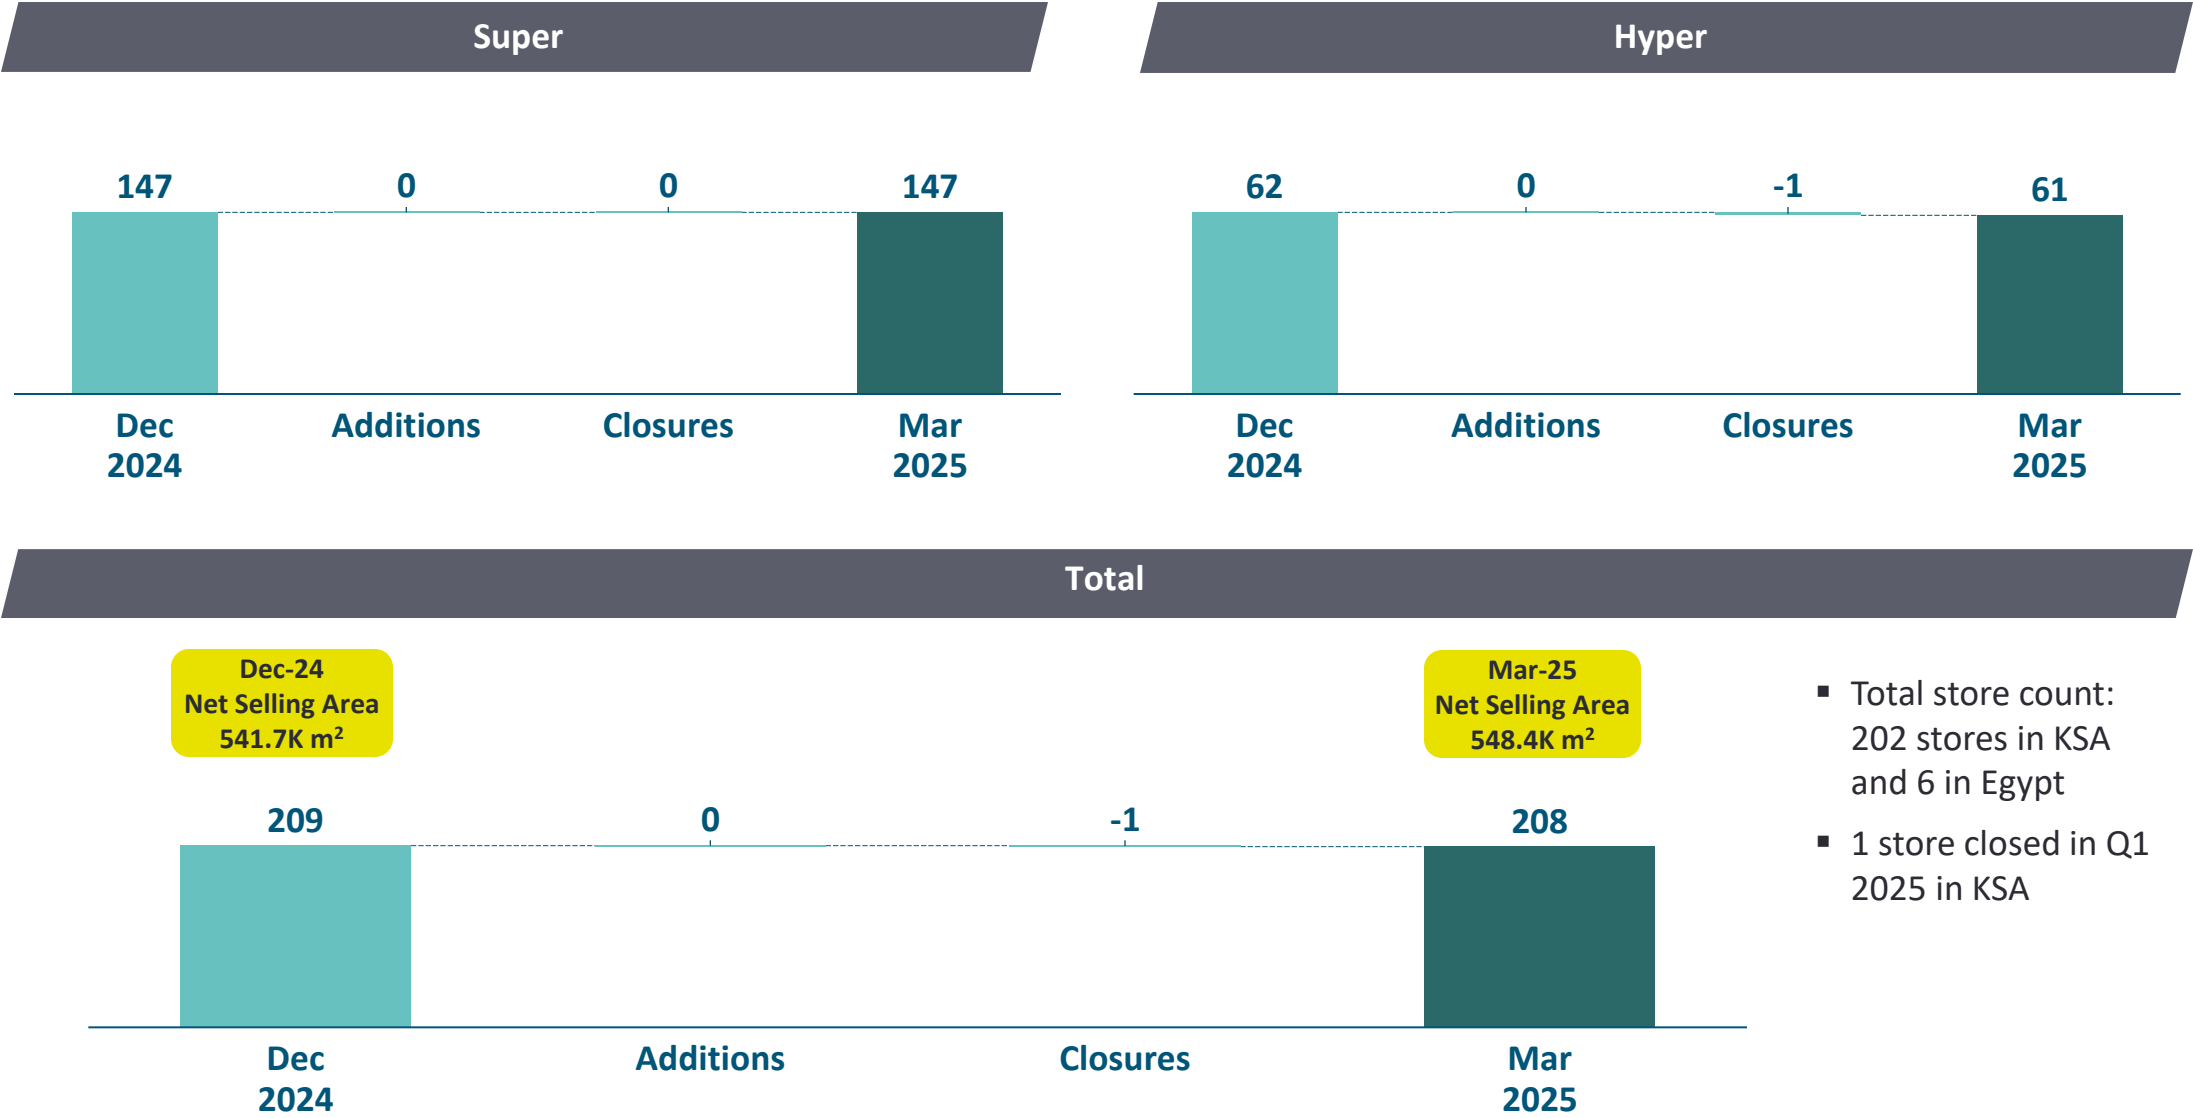 Super
147
0
0
147
Dec
2024
Additions
Closures
Mar
2025
Hyper
62
0
-1
61
Dec
2024
Additions
Closures
Mar
2025
Total
Dec-24
Net Selling Area
541.7K m²
Mar-25
Net Selling Area
548.4K m²
209
0
-1
208
Dec
2024
Additions
Closures
Mar
2025
▪ Total store count:
202 stores in KSA
and 6 in Egypt
▪ 1 store closed in Q1
2025 in KSA